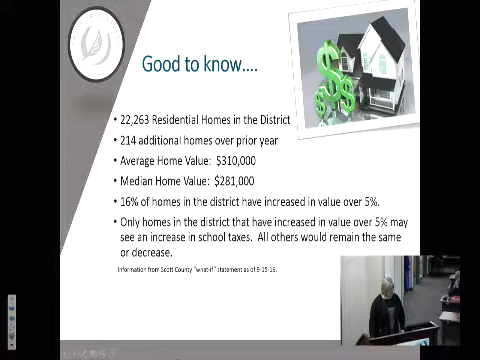 Good to know....
• 22,263 Residential Homes in the District
• 214 additional homes over prior year
• Average Home Value: $310,000
• Median Home Value: $281,000
• 16% of homes in the district have increased in value over 5%.
• Only homes in the district that have increased in value over 5% may
see an increase in school taxes. All others would remain the same
or decrease.
Information from Scott County "what-if" statement as of 9-15-18.